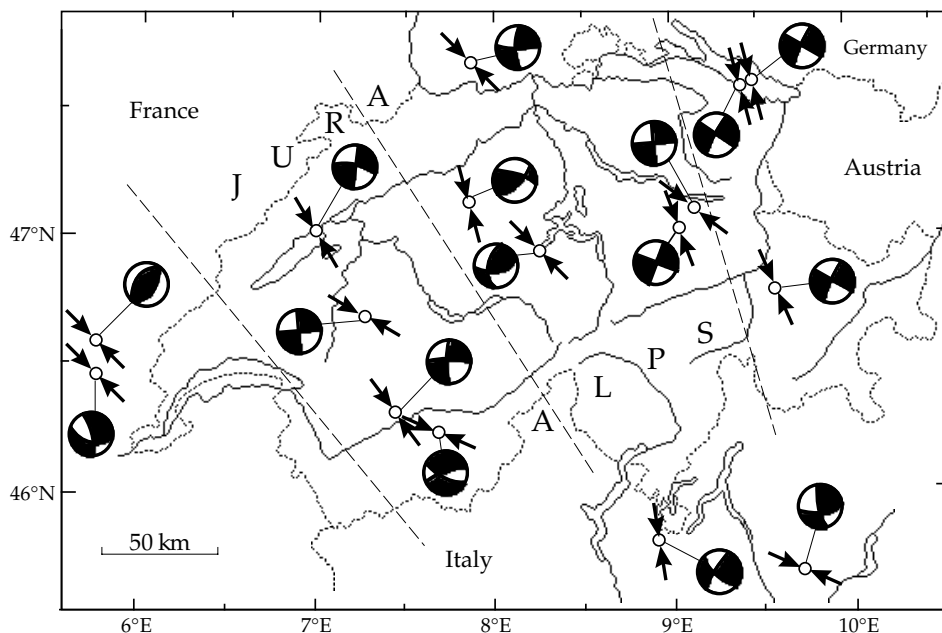 Germany
France
A
R
U
J
Austria
47°N
S
P
L
A
46°N
50 km
Italy
6°E
7°E
8°E
9°E
10°E